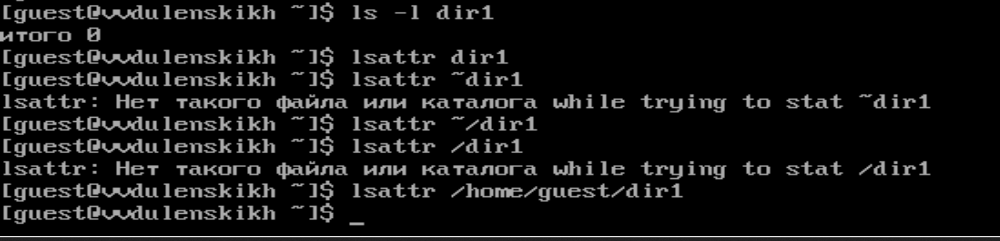 [guest@vvdulenskikh ~]$ ls -l dir1
итого 0
[guest@vvdulenskikh ~]$ lsattr dir1
[guest@vvdulenskikh ~]$ lsattr ~dir1
lsattr: Нет такого файла или каталога while trying to stat ~dir1
[guest@vvdulenskikh ~]$ lsattr ~/dir1
[guest@vvdulenskikh ~]$ lsattr /dir1
lsattr: Нет такого файла или каталога while trying to stat /dir1
[guest@vvdulenskikh ~]$ lsattr /home/guest/dir1
[guest@vvdulenskikh ~]$ _